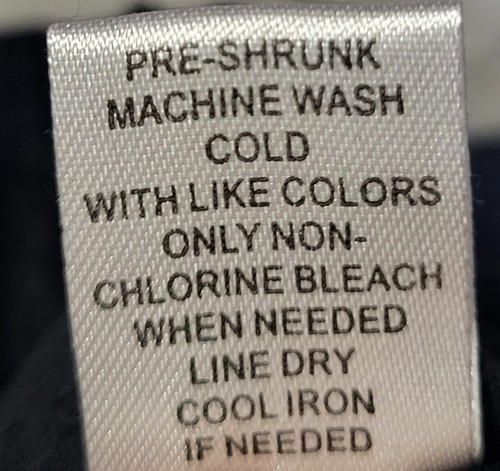 PRE-SHRUNK
MACHINE WASH
COLD
WITH LIKE COLORS
ONLY NON-
CHLORINE BLEACH
WHEN NEEDED
LINE DRY
COOL IRON
IF NEEDED